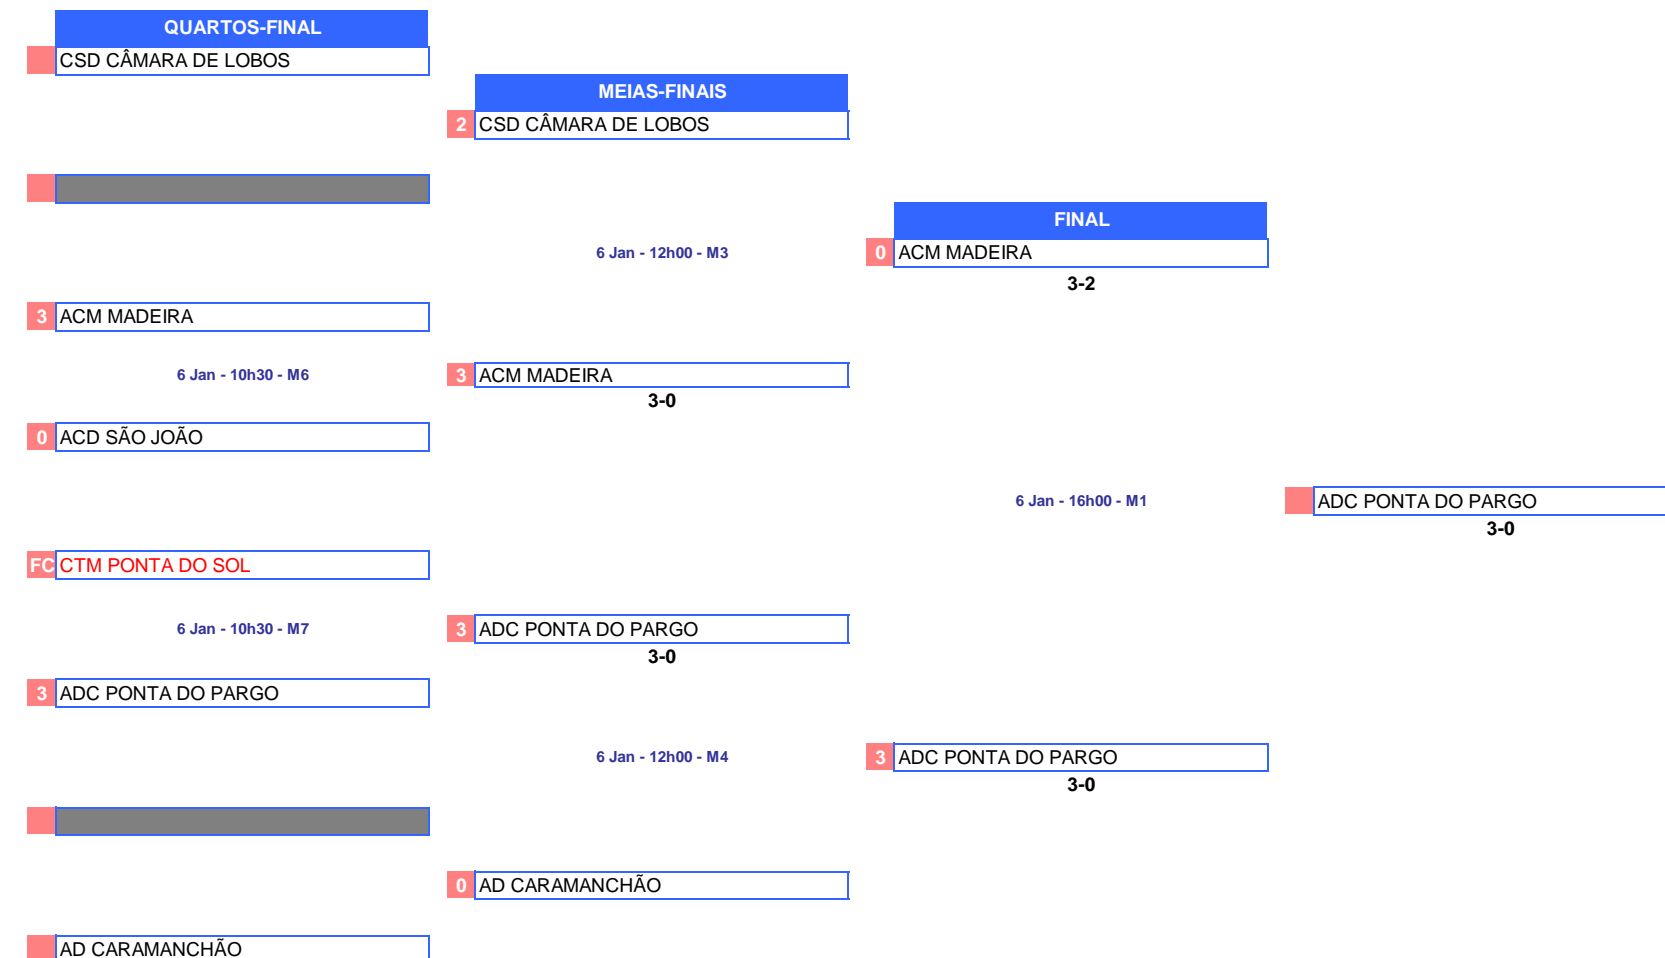 QUARTOS-FINAL
CSD CÂMARA DE LOBOS
MEIAS-FINAIS
2 CSD CÂMARA DE LOBOS
FINAL
6 Jan - 12h00 - M3
0 ACM MADEIRA
3-2
3 ACM MADEIRA
6 Jan - 10h30 - M6
3 ACM MADEIRA
3-0
0 ACD SÃO JOÃO
6 Jan - 16h00 - M1
ADC PONTA DO PARGO
3-0
FC CTM PONTA DO SOL
6 Jan - 10h30 - M7
3 ADC PONTA DO PARGO
3-0
3 ADC PONTA DO PARGO
6 Jan - 12h00 - M4
3 ADC PONTA DO PARGO
3-0
0 AD CARAMANCHÃO
AD CARAMANCHÃO